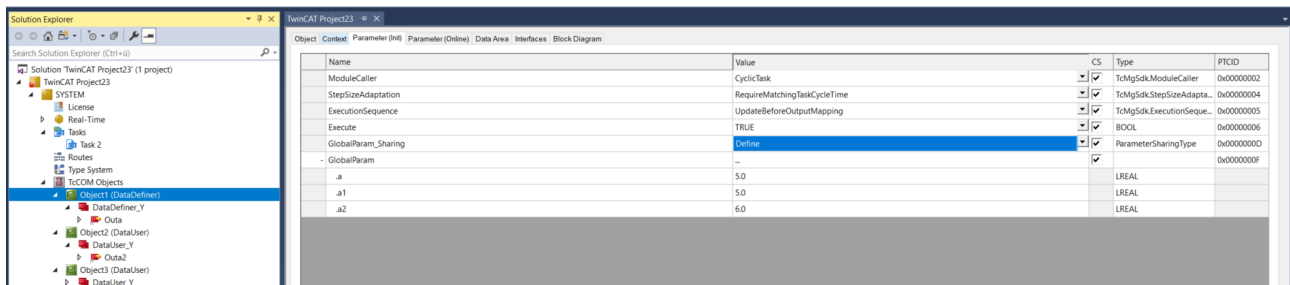 Solution Explorer
Search Solution Explorer (Ctrl+ü)
Solution 'TwinCAT Project23' (1 project)
TwinCAT Project23
SYSTEM
License
Real-Time
Tasks
Task 2
Routes
Type System
TcCOM Objects
Object1 (DataDefiner)
DataDefiner_Y
Outa
Object2 (DataUser)
DataUser_Y
Outa2
Object3 (DataUser)
DataUser_Y
TwinCAT Project23
Object Context Parameter (Init) Parameter (Online) Data Area Interfaces Block Diagram
Name Value CS Type PTCID
ModuleCaller CyclicTask TcMgSdk.ModuleCaller 0x00000002
StepSizeAdaptation RequireMatchingTaskCycleTime TcMgSdk.StepSizeAdapta... 0x00000004
ExecutionSequence UpdateBeforeOutputMapping TcMgSdk.ExecutionSeque... 0x00000005
Execute TRUE BOOL 0x00000006
GlobalParam_Sharing Define ParameterSharingType 0x0000000D
- GlobalParam ... 0x0000000F
.a 5.0 LREAL
.a1 5.0 LREAL
.a2 6.0 LREAL